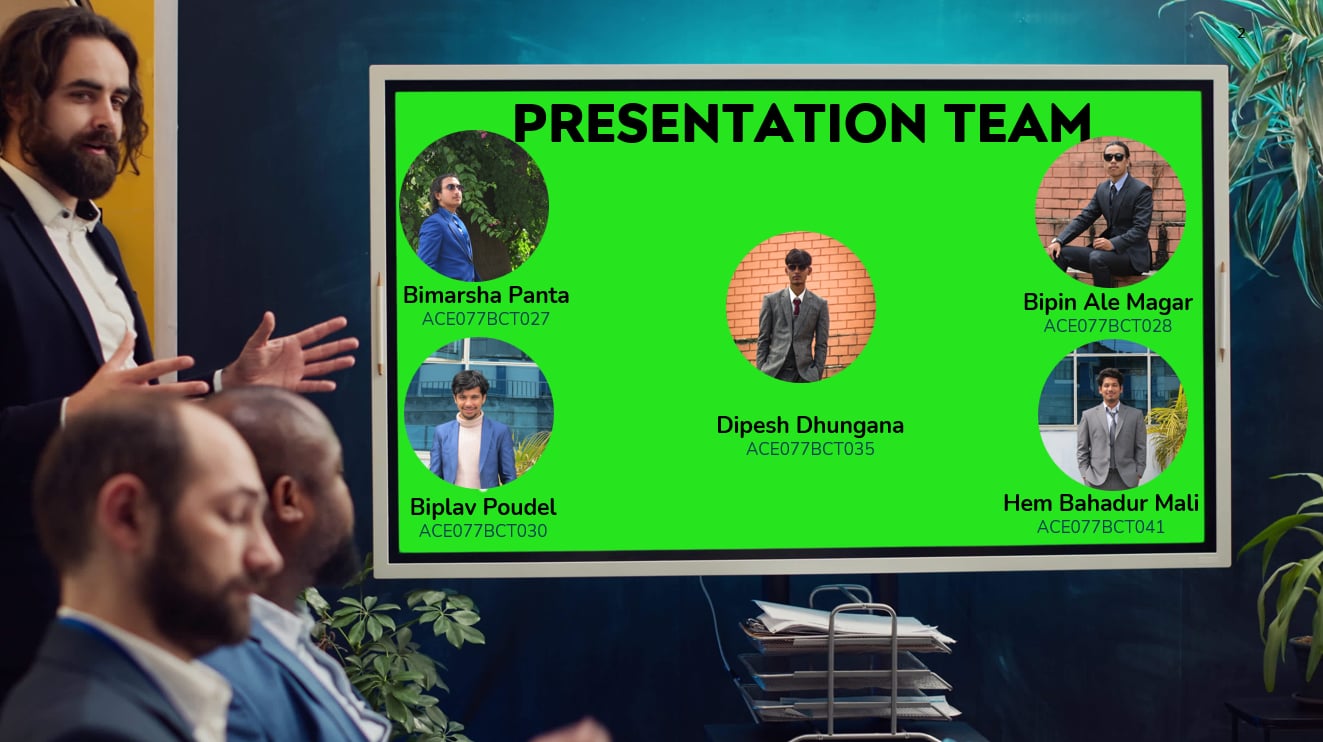 2
PRESENTATION TEAM
Bimarsha Panta
ACE077BCT027
Bipin Ale Magar
ACE077BCT028
Dipesh Dhungana
ACE077BCT035
Biplav Poudel
ACE077BCT030
Hem Bahadur Mali
ACE077BCT041